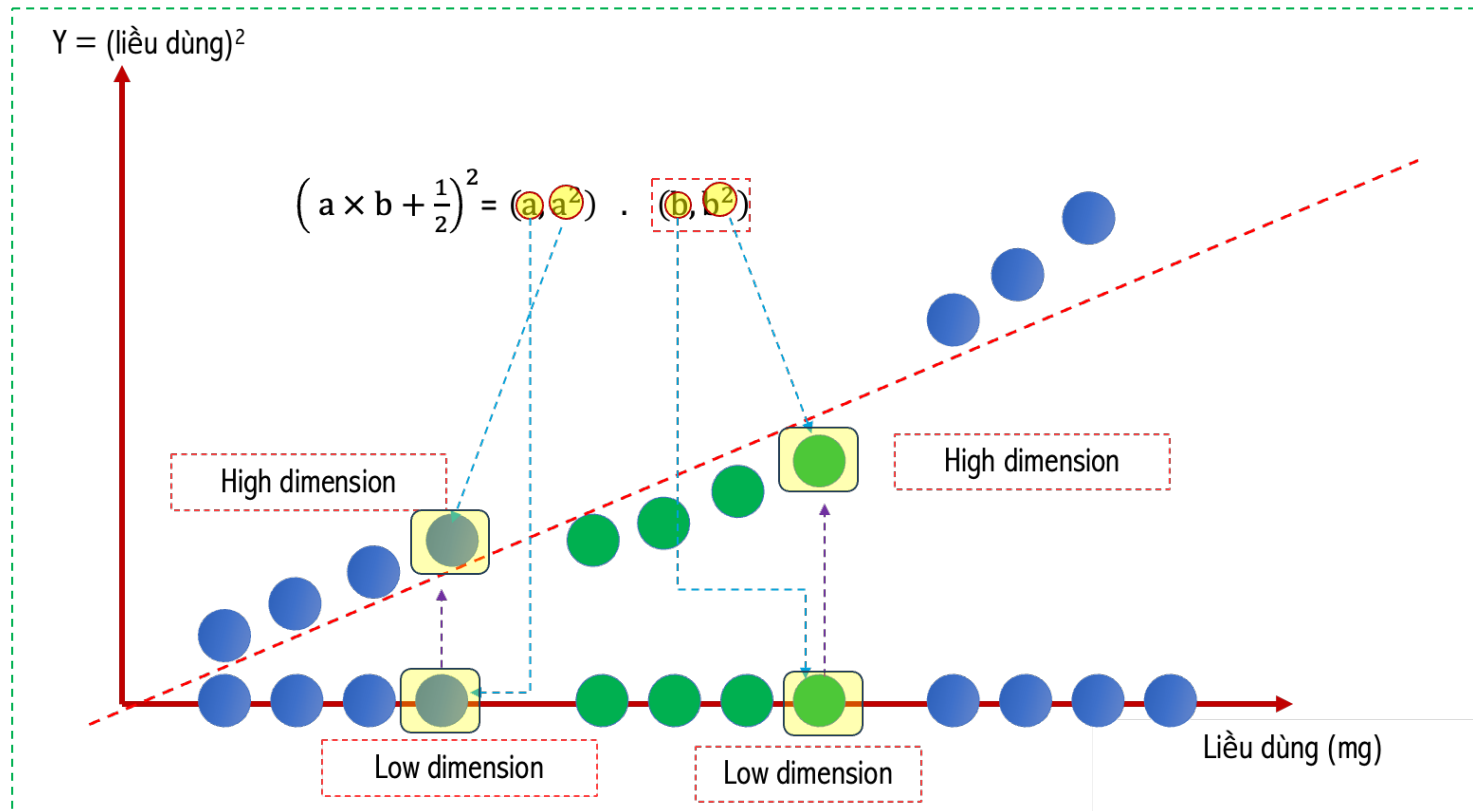 Y = (liều dùng)²
(a × b + 1/2)² = (a, a²) . (b, b²)
High dimension
High dimension
Low dimension
Low dimension
Liều dùng (mg)